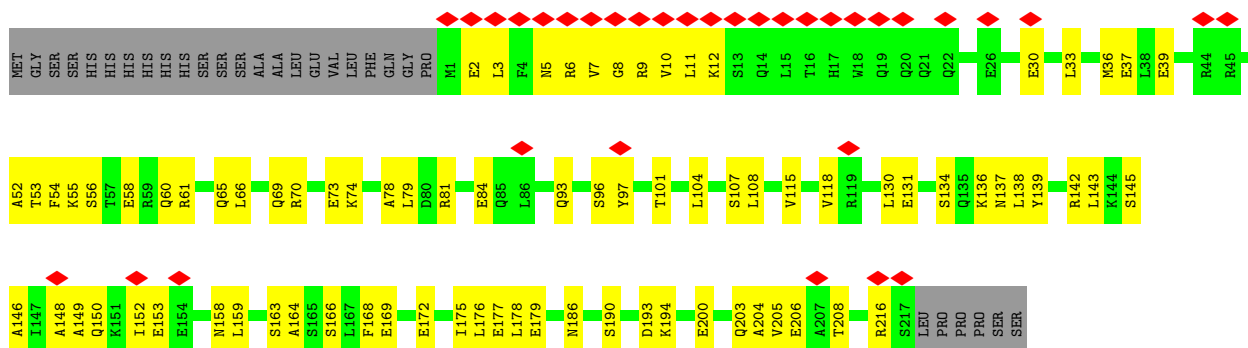 MET GLY SER SER HIS HIS HIS HIS HIS HIS SER SER SER ALA ALA LEU GLU VAL LEU PHE GLN GLY PRO M1 E2 L3 F4 N5 R6 V7 G8 R9 V10 L11 K12 S13 Q14 L15 T16 H17 W18 Q19 Q20 Q21 Q22 E26 E30 L33 M36 E37 L38 E39 R44 R45
A52 T53 F54 K55 S56 T57 E58 R59 Q60 R61 Q65 L66 Q69 R70 E73 K74 A78 L79 D80 R81 E84 Q85 L86 Q93 S96 Y97 T101 L104 S107 L108 V115 V118 R119 L130 E131 S134 Q135 K136 N137 L138 Y139 R142 L143 K144 S145
A146 I147 A148 A149 Q150 K151 I152 E153 E154 N158 L159 S163 A164 S165 S166 L167 F168 E169 E172 I175 L176 E177 L178 E179 N186 S190 D193 K194 E200 Q203 A204 V205 E206 A207 T208 R216 S217 LEU PRO PRO PRO SER SER